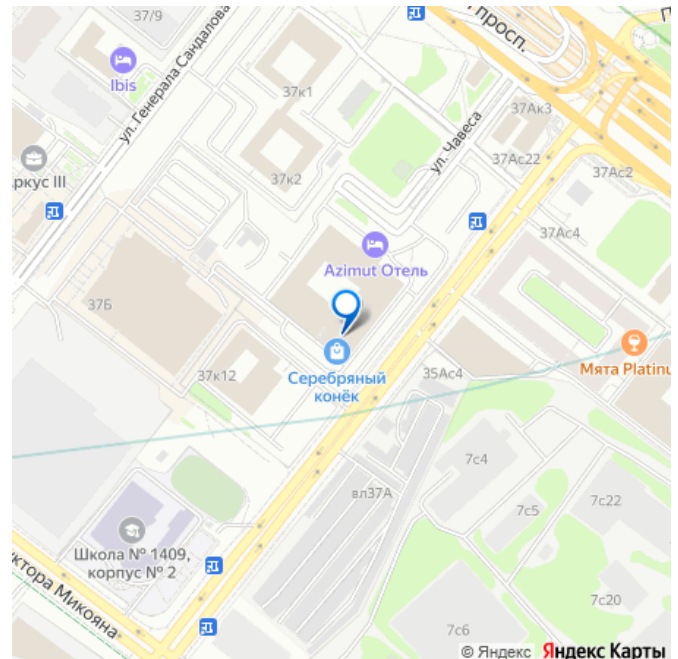 37/9
ул. Генерала Сандалова
Ibis
просп.
37к1
37Ак3
ул. Чавеса
37Ас22
ркус III
37к2
37Ас2
37Ас4
Azimut Отель
37Б
37к12
Серебряный
конёк
35Ас4
Мята Platinu
7с4
вл37А
7с22
7с5
Школа № 1409,
корпус № 2
ктора Микояна
7с20
7с6
© Яндекс Яндекс Карты